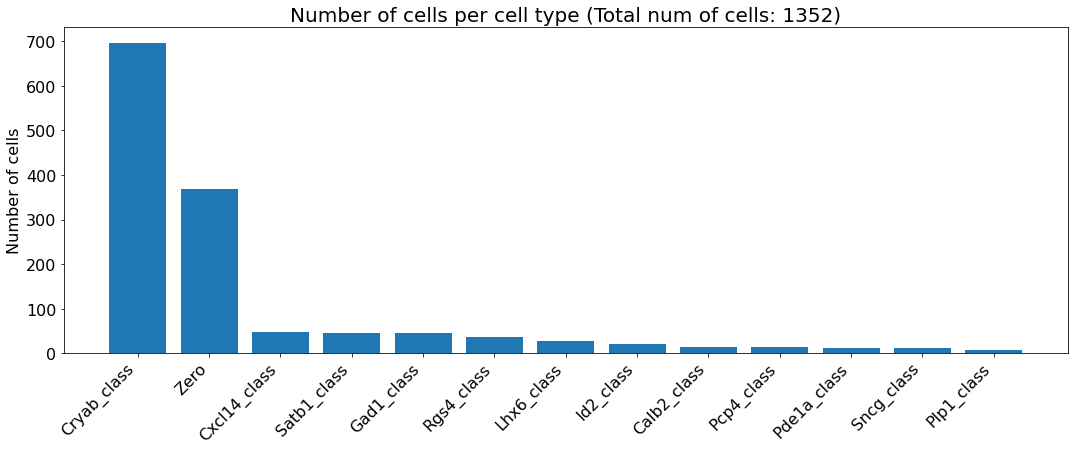 Number of cells per cell type (Total num of cells: 1352)
Number of cells
700
600
500
400
300
200
100
0
Cryab_class
Zero
Cxcl14_class
Satb1_class
Gad1_class
Rgs4_class
Lhx6_class
Id2_class
Calb2_class
Pcp4_class
Pde1a_class
Sncg_class
Plp1_class